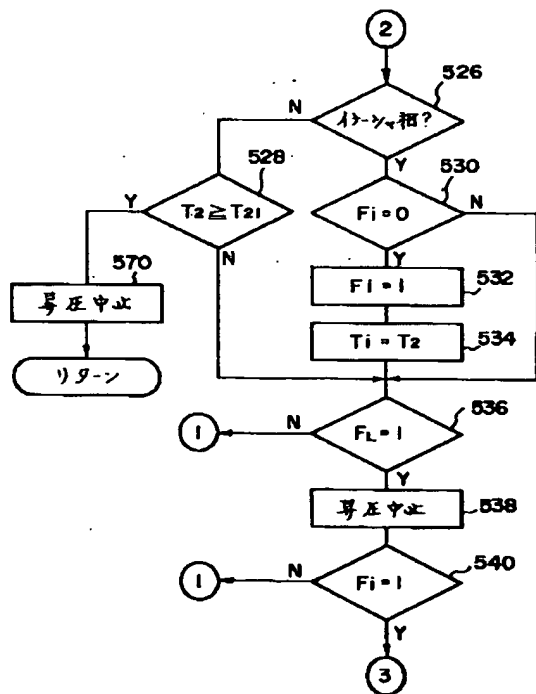 2
526
イナーシャ相?
N
Y
528
530
T2≧T21
Fi=0
N
Y
N
Y
570
昇圧中止
Fi=1
532
リターン
Ti=T2
534
536
1
N
FL=1
Y
昇圧中止
538
540
1
N
Fi=1
Y
3